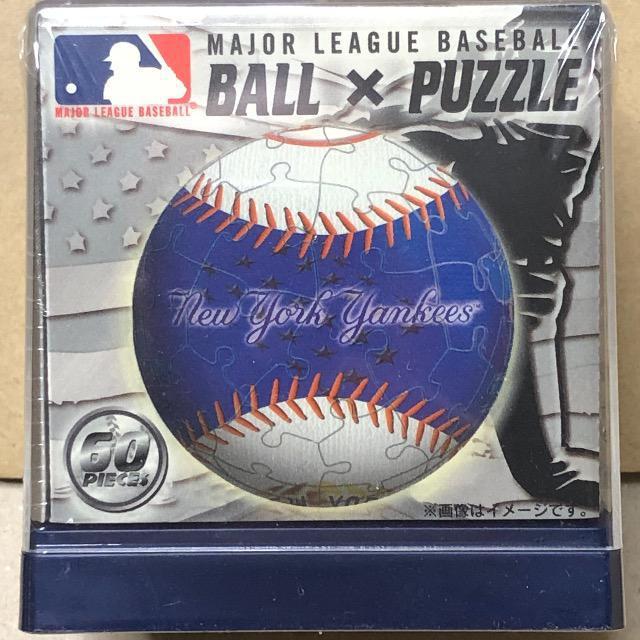 MAJOR LEAGUE BASEBALL
BALL × PUZZLE
MAJOR LEAGUE BASEBALL®
New York Yankees
60
PIECES
※画像はイメージです。